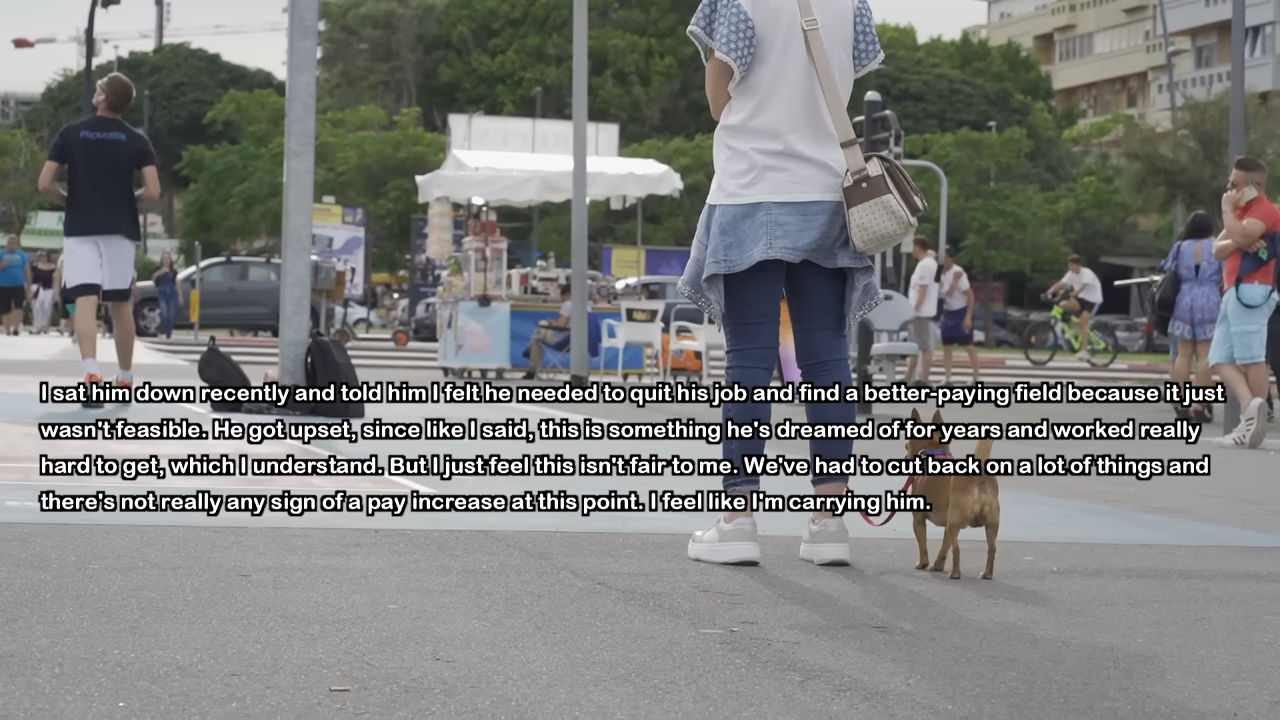 I sat him down recently and told him I felt he needed to quit his job and find a better-paying field because it just
wasn't feasible. He got upset, since like I said, this is something he's dreamed of for years and worked really
hard to get, which I understand. But I just feel this isn't fair to me. We've had to cut back on a lot of things and
there's not really any sign of a pay increase at this point. I feel like I'm carrying him.